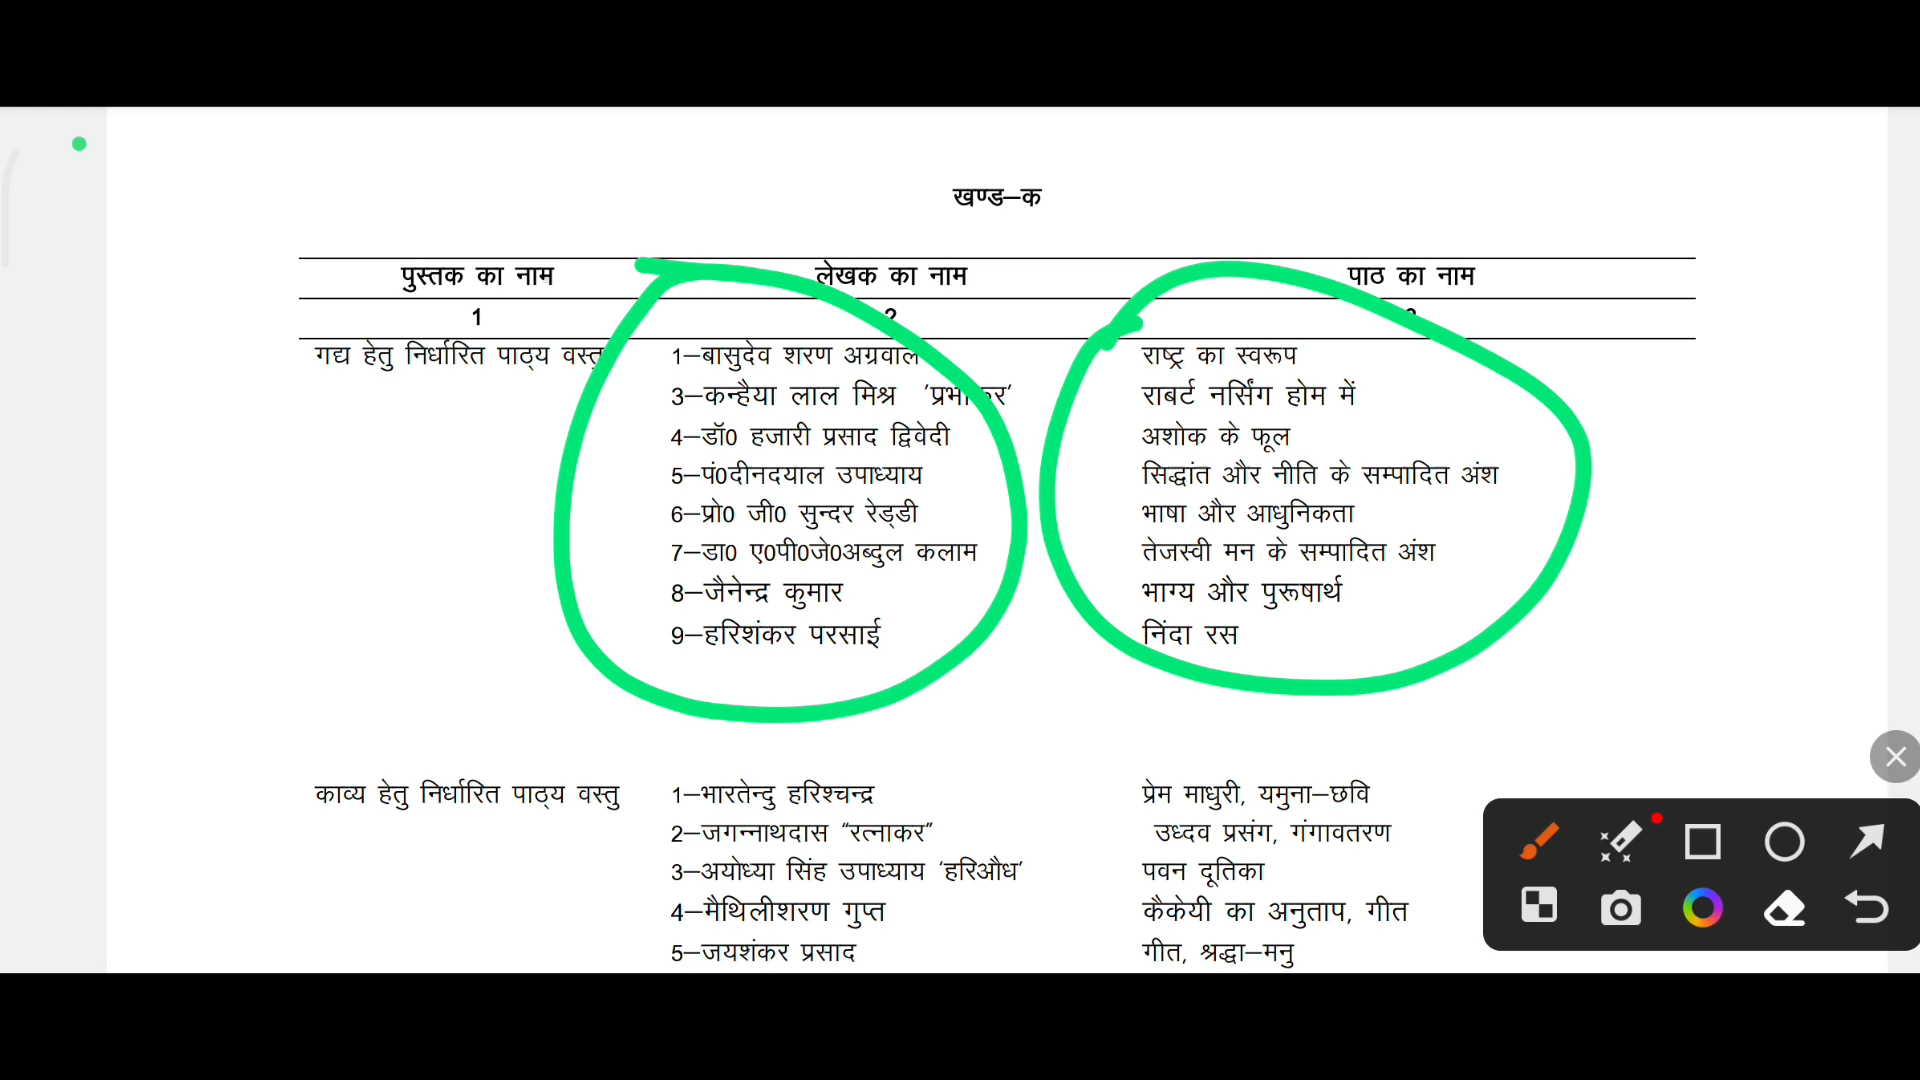 खण्ड–क
पुस्तक का नाम लेखक का नाम पाठ का नाम
1 2
गद्य हेतु निर्धारित पाठ्य वस्तु 1–बासुदेव शरण अग्रवाल राष्ट्र का स्वरूप
3–कन्हैया लाल मिश्र 'प्रभाकर' राबर्ट नर्सिंग होम में
4–डॉ0 हजारी प्रसाद द्विवेदी अशोक के फूल
5–पं0दीनदयाल उपाध्याय सिद्धांत और नीति के सम्पादित अंश
6–प्रो0 जी0 सुन्दर रेड्डी भाषा और आधुनिकता
7–डा0 ए0पी0जे0अब्दुल कलाम तेजस्वी मन के सम्पादित अंश
8–जैनेन्द्र कुमार भाग्य और पुरूषार्थ
9–हरिशंकर परसाई निंदा रस
काव्य हेतु निर्धारित पाठ्य वस्तु 1–भारतेन्दु हरिश्चन्द्र प्रेम माधुरी, यमुना–छवि
2–जगन्नाथदास “रत्नाकर” उध्दव प्रसंग, गंगावतरण
3–अयोध्या सिंह उपाध्याय 'हरिऔध' पवन दूतिका
4–मैथिलीशरण गुप्त कैकेयी का अनुताप, गीत
5–जयशंकर प्रसाद गीत, श्रद्धा–मनु